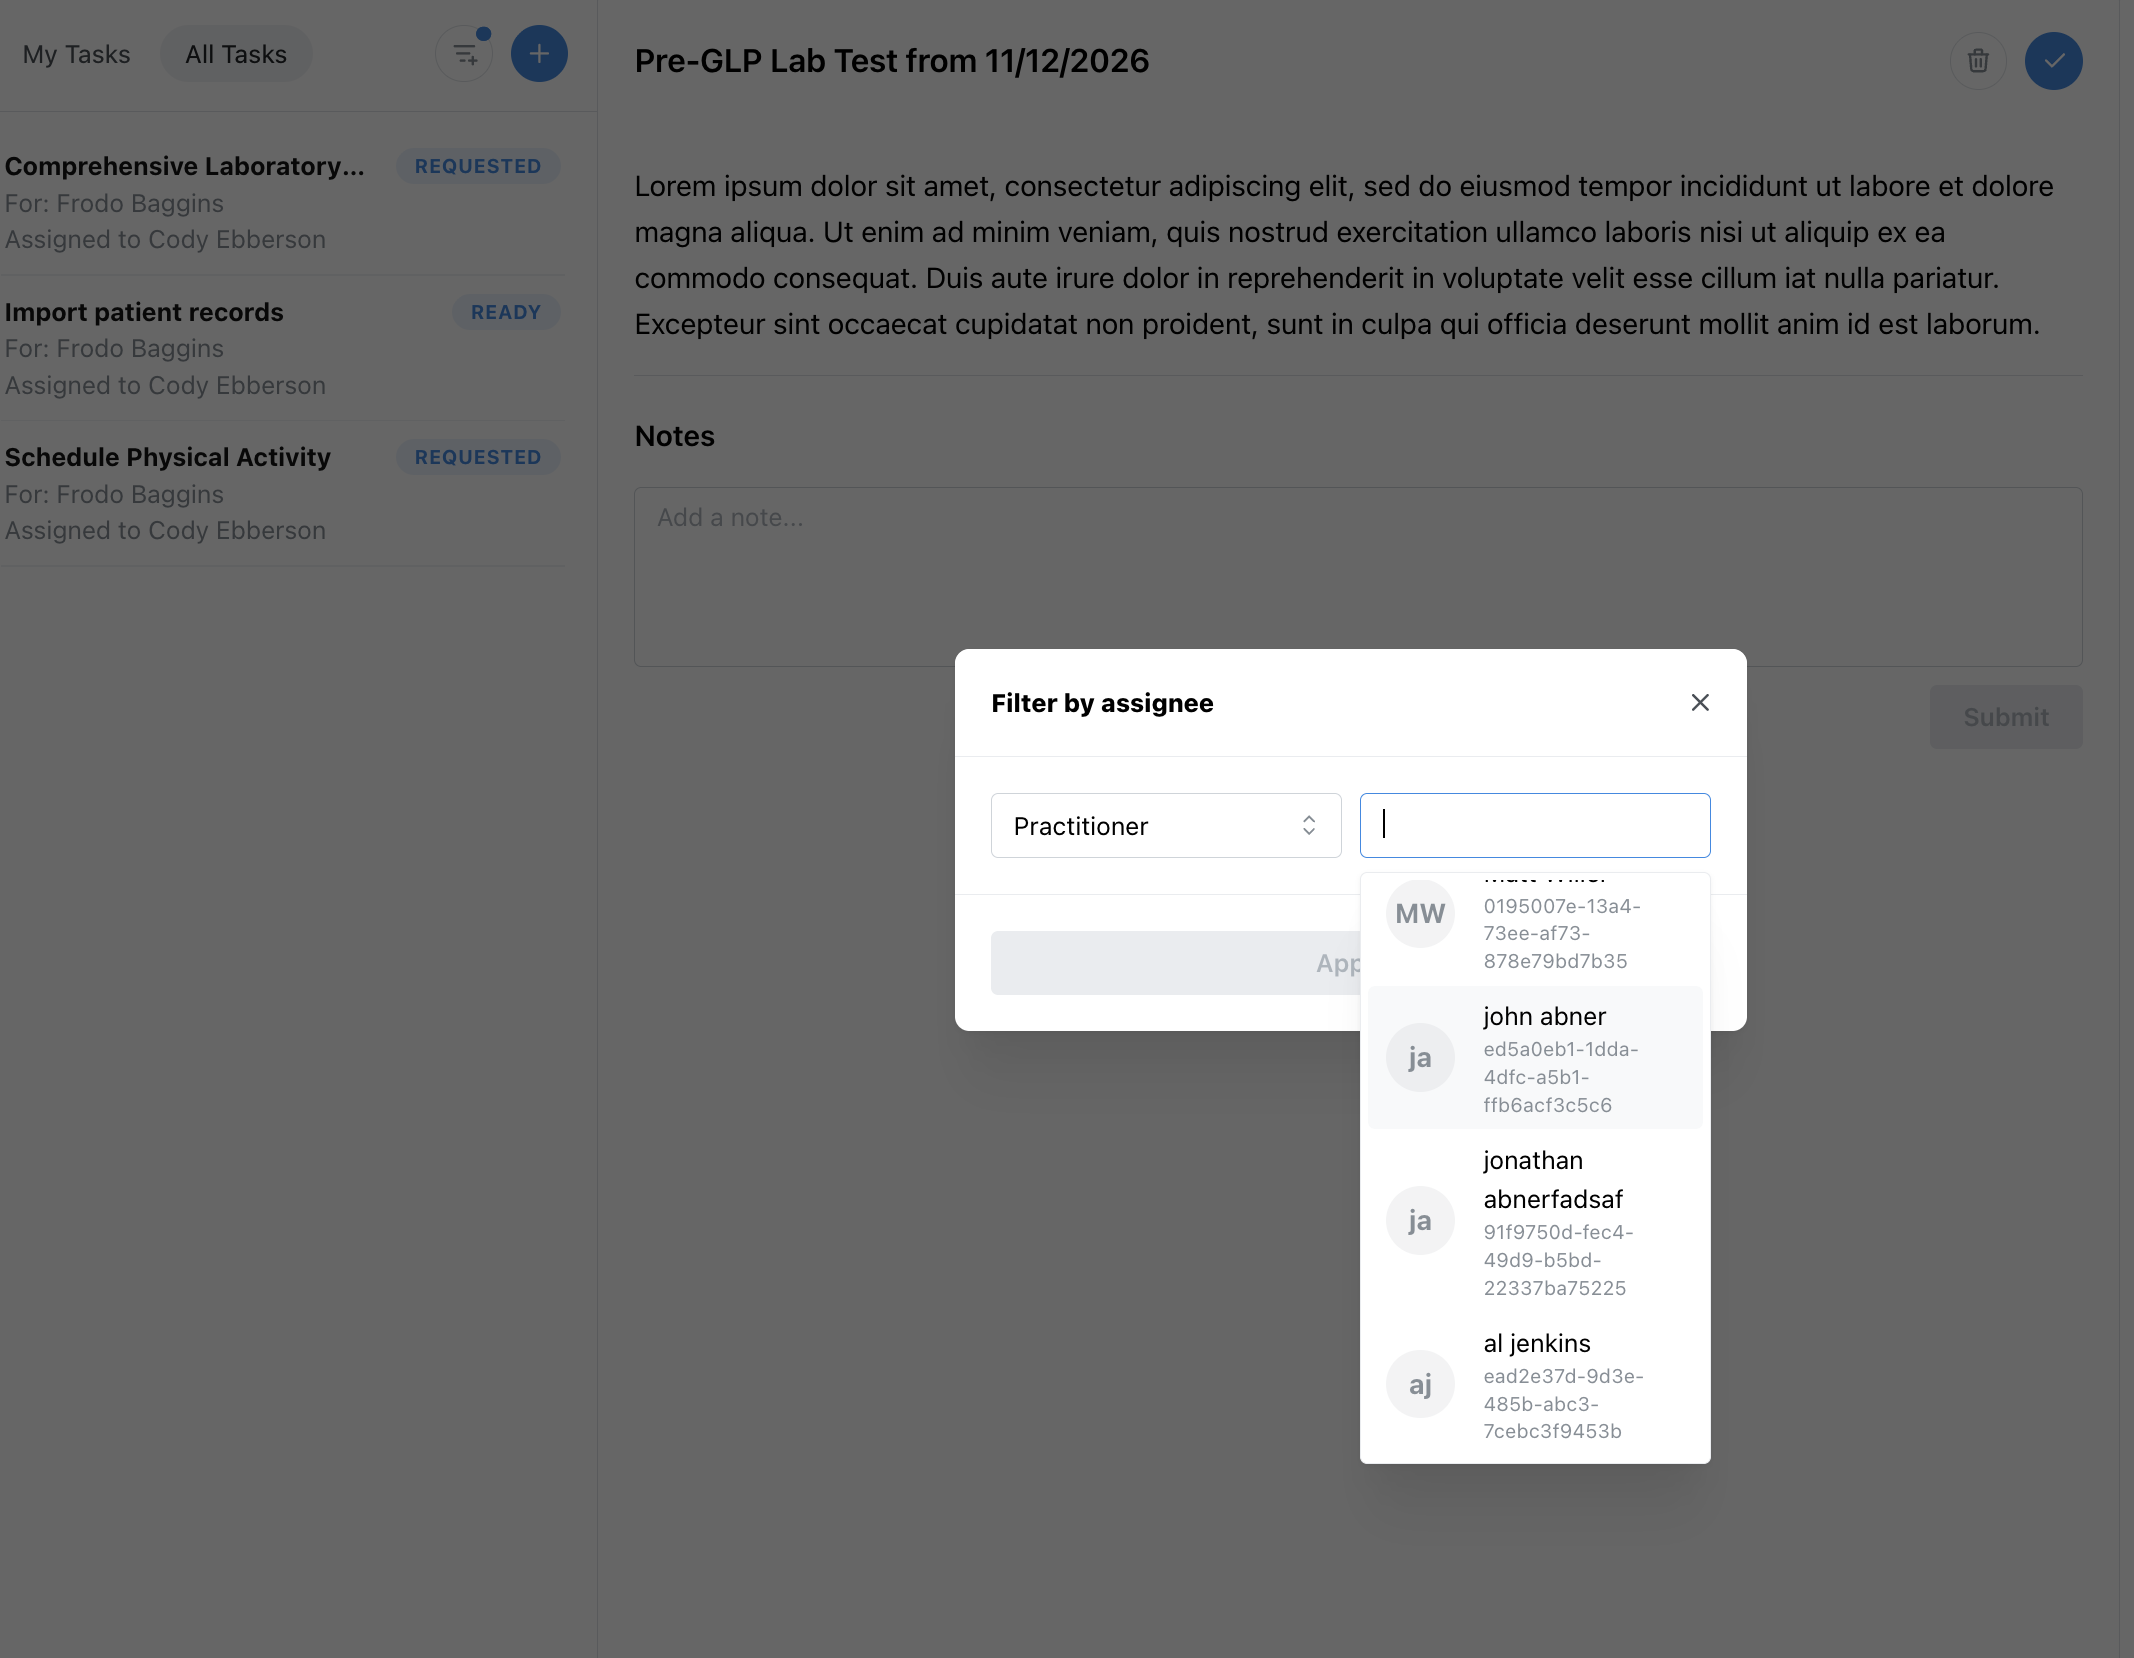 My Tasks
All Tasks
Comprehensive Laboratory...
REQUESTED
For: Frodo Baggins
Assigned to Cody Ebberson
Import patient records
READY
For: Frodo Baggins
Assigned to Cody Ebberson
Schedule Physical Activity
REQUESTED
For: Frodo Baggins
Assigned to Cody Ebberson
Pre-GLP Lab Test from 11/12/2026
Lorem ipsum dolor sit amet, consectetur adipiscing elit, sed do eiusmod tempor incididunt ut labore et dolore
magna aliqua. Ut enim ad minim veniam, quis nostrud exercitation ullamco laboris nisi ut aliquip ex ea
commodo consequat. Duis aute irure dolor in reprehenderit in voluptate velit esse cillum iat nulla pariatur.
Excepteur sint occaecat cupidatat non proident, sunt in culpa qui officia deserunt mollit anim id est laborum.
Notes
Add a note...
Submit
Filter by assignee
Practitioner
App
MW
0195007e-13a4-
73ee-af73-
878e79bd7b35
ja
john abner
ed5a0eb1-1dda-
4dfc-a5b1-
ffb6acf3c5c6
ja
jonathan
abnerfadsaf
91f9750d-fec4-
49d9-b5bd-
22337ba75225
aj
al jenkins
ead2e37d-9d3e-
485b-abc3-
7cebc3f9453b